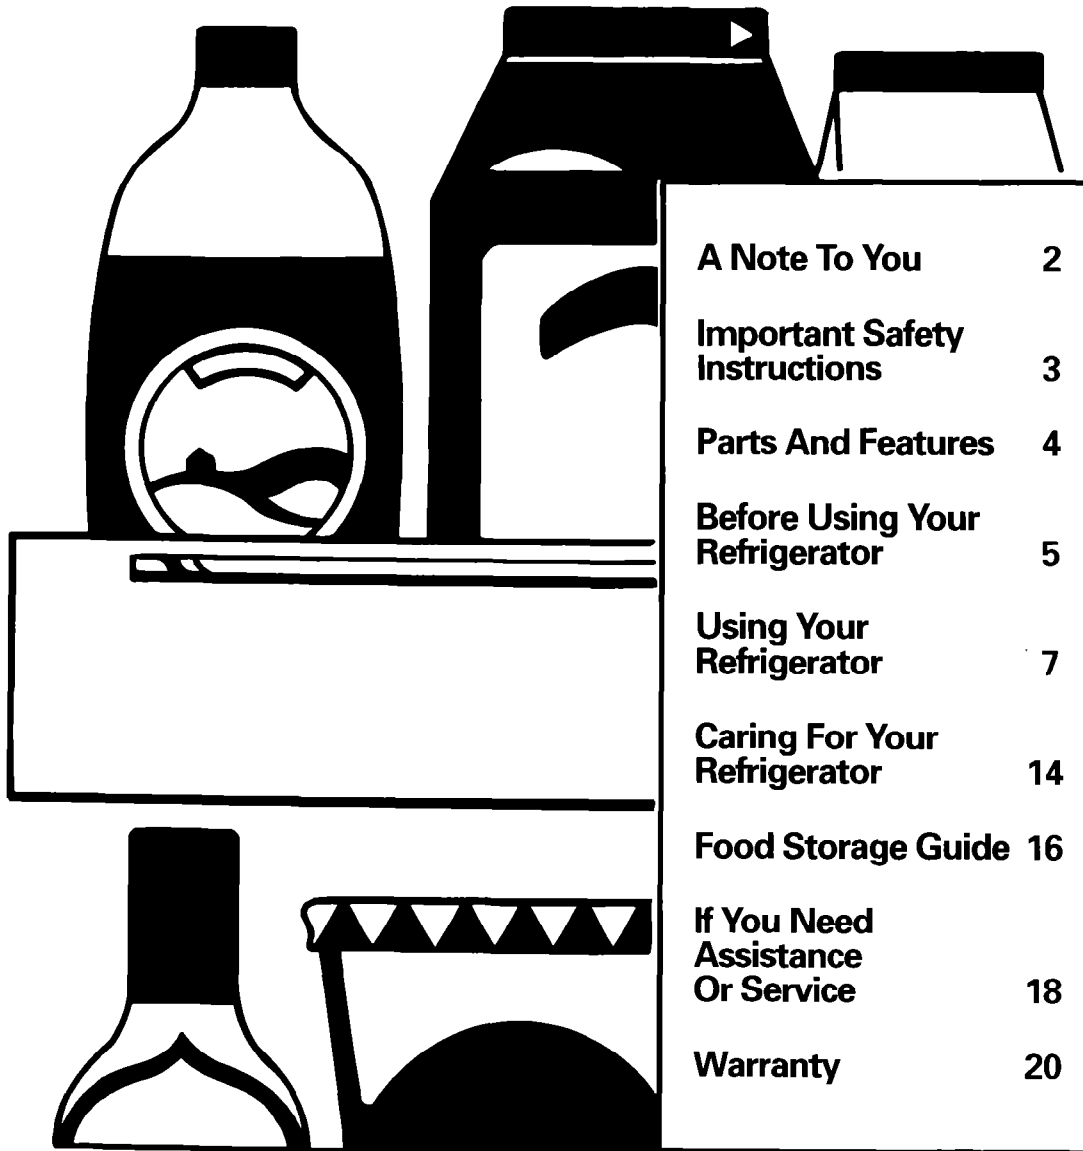 A Note To You 2
Important Safety
Instructions 3
Parts And Features 4
Before Using Your
Refrigerator 5
Using Your
Refrigerator 7
Caring For Your
Refrigerator 14
Food Storage Guide 16
If You Need
Assistance
Or Service 18
Warranty 20